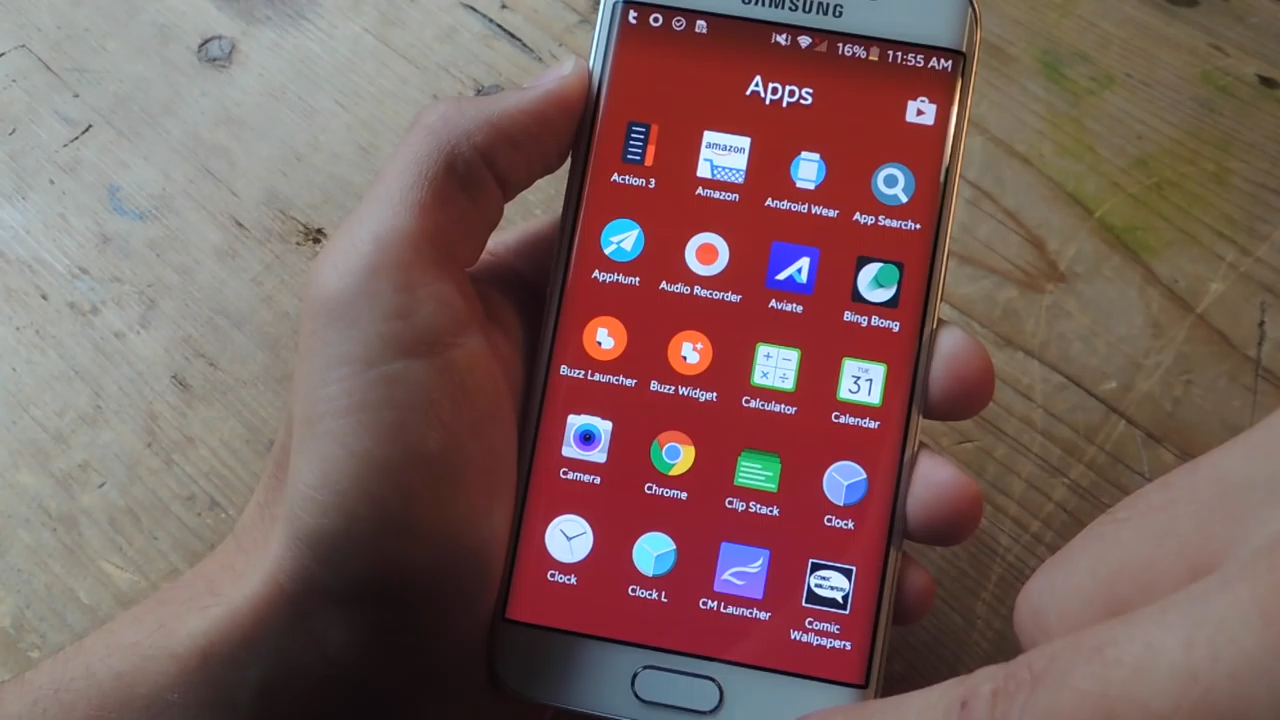 SAMSUNG
16% 11:55 AM
Apps
amazon
Action 3
Amazon
Android Wear
App Search+
AppHunt
Audio Recorder
Aviate
Bing Bong
TUE
31
Buzz Launcher
Buzz Widget
Calculator
Calendar
Camera
Chrome
Clip Stack
Clock
COMIC
WALLPAPERS
Clock
Clock L
CM Launcher
Comic
Wallpapers